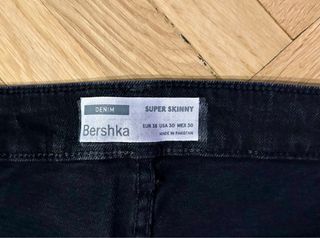 DENIM
Bershka
SUPER SKINNY
EUR 38 USA 30 MEX 30
MADE IN PAKISTAN